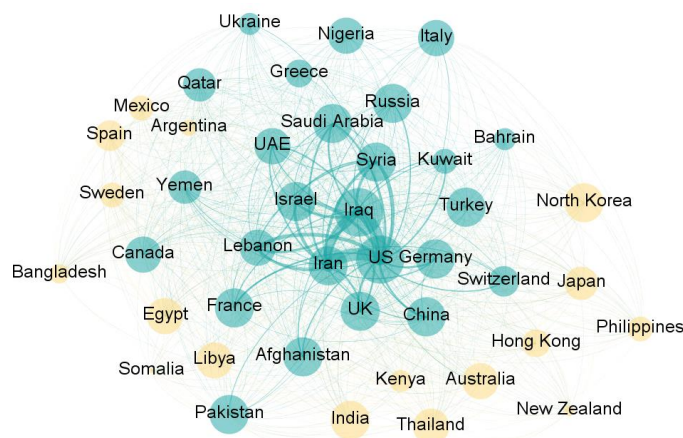 Ukraine
Nigeria
Italy
Greece
Qatar
Russia
Mexico
Saudi Arabia
Spain
Argentina
UAE
Bahrain
Syria
Kuwait
Sweden
Yemen
Israel
Iraq
Turkey
North Korea
Lebanon
Canada
US Germany
Iran
Bangladesh
Switzerland
Japan
Egypt
France
UK
China
Philippines
Hong Kong
Libya
Afghanistan
Somalia
Kenya
Australia
Pakistan
India
Thailand
New Zealand